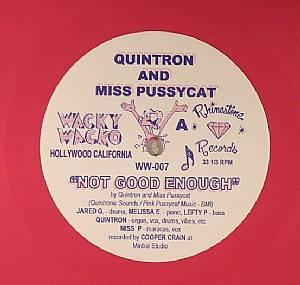 QUINTRON
AND
MISS PUSSYCAT
WACKY
WACKO
HOLLYWOOD CALIFORNIA
A
Rhinestone
Records
33 1/3 RPM
WW-007
"NOT GOOD ENOUGH"
by Quintron and Miss Pussycat
(Quintronic Sounds / Pink Pussycat Music - BMI)
JARED G. - drums, MELISSA E. - piano, LEFTY P - bass
QUINTRON - organ, vox, drums, vibes, etc
MISS P - maracas, vox
recorded by COOPER CRAIN at
Minbal Studio